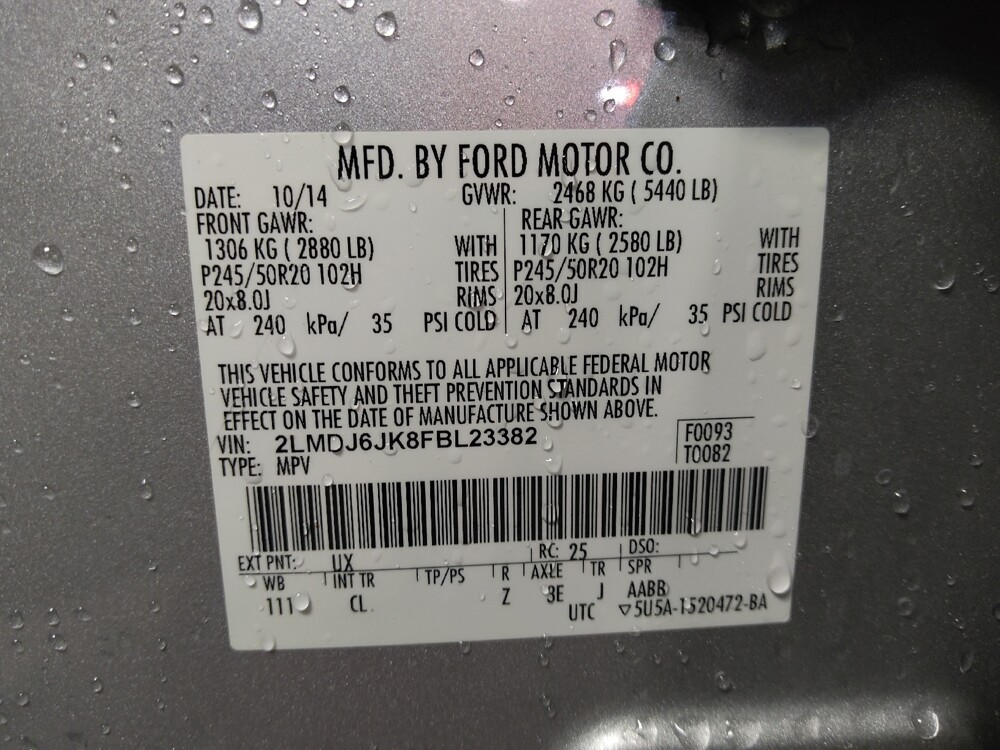 MFD. BY FORD MOTOR CO.
DATE: 10/14 GVWR: 2468 KG ( 5440 LB)
FRONT GAWR: REAR GAWR:
1306 KG ( 2880 LB) WITH 1170 KG ( 2580 LB) WITH
P245/50R20 102H TIRES P245/50R20 102H TIRES
20x8.0J RIMS 20x8.0J RIMS
AT 240 kPa/ 35 PSI COLD AT 240 kPa/ 35 PSI COLD
THIS VEHICLE CONFORMS TO ALL APPLICABLE FEDERAL MOTOR
VEHICLE SAFETY AND THEFT PREVENTION STANDARDS IN
EFFECT ON THE DATE OF MANUFACTURE SHOWN ABOVE.
VIN: 2LMDJ6JK8FBL23382 F0093
TYPE: MPV T0082
EXT PNT: UX RC: 25 DSO:
WB INT TR TP/PS R AXLE TR SPR
111 CL Z 3E J AABB
UTC ▽5U5A-1520472-BA